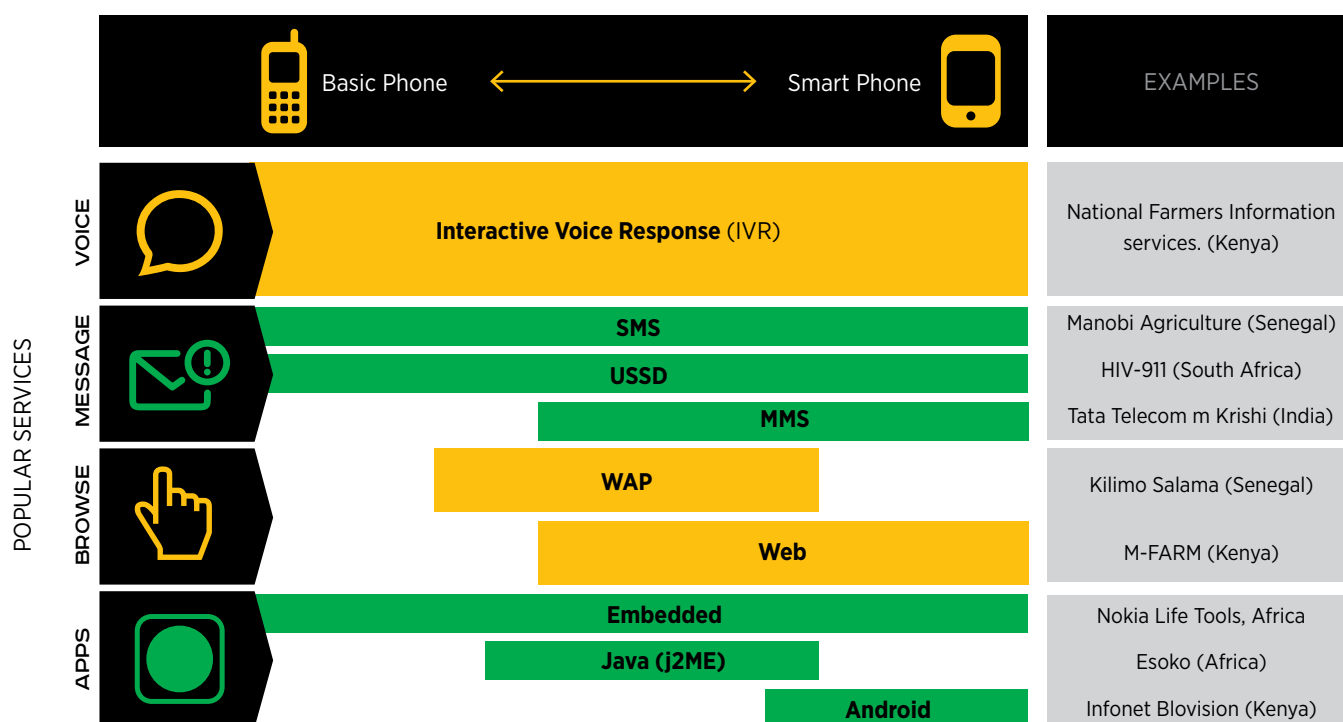 Basic Phone
Smart Phone
EXAMPLES
POPULAR SERVICES
VOICE
Interactive Voice Response (IVR)
National Farmers Information
services. (Kenya)
MESSAGE
SMS
Manobi Agriculture (Senegal)
USSD
HIV-911 (South Africa)
MMS
Tata Telecom m Krishi (India)
BROWSE
WAP
Kilimo Salama (Senegal)
Web
M-FARM (Kenya)
APPS
Embedded
Nokia Life Tools, Africa
Java (j2ME)
Esoko (Africa)
Android
Infonet Blovision (Kenya)